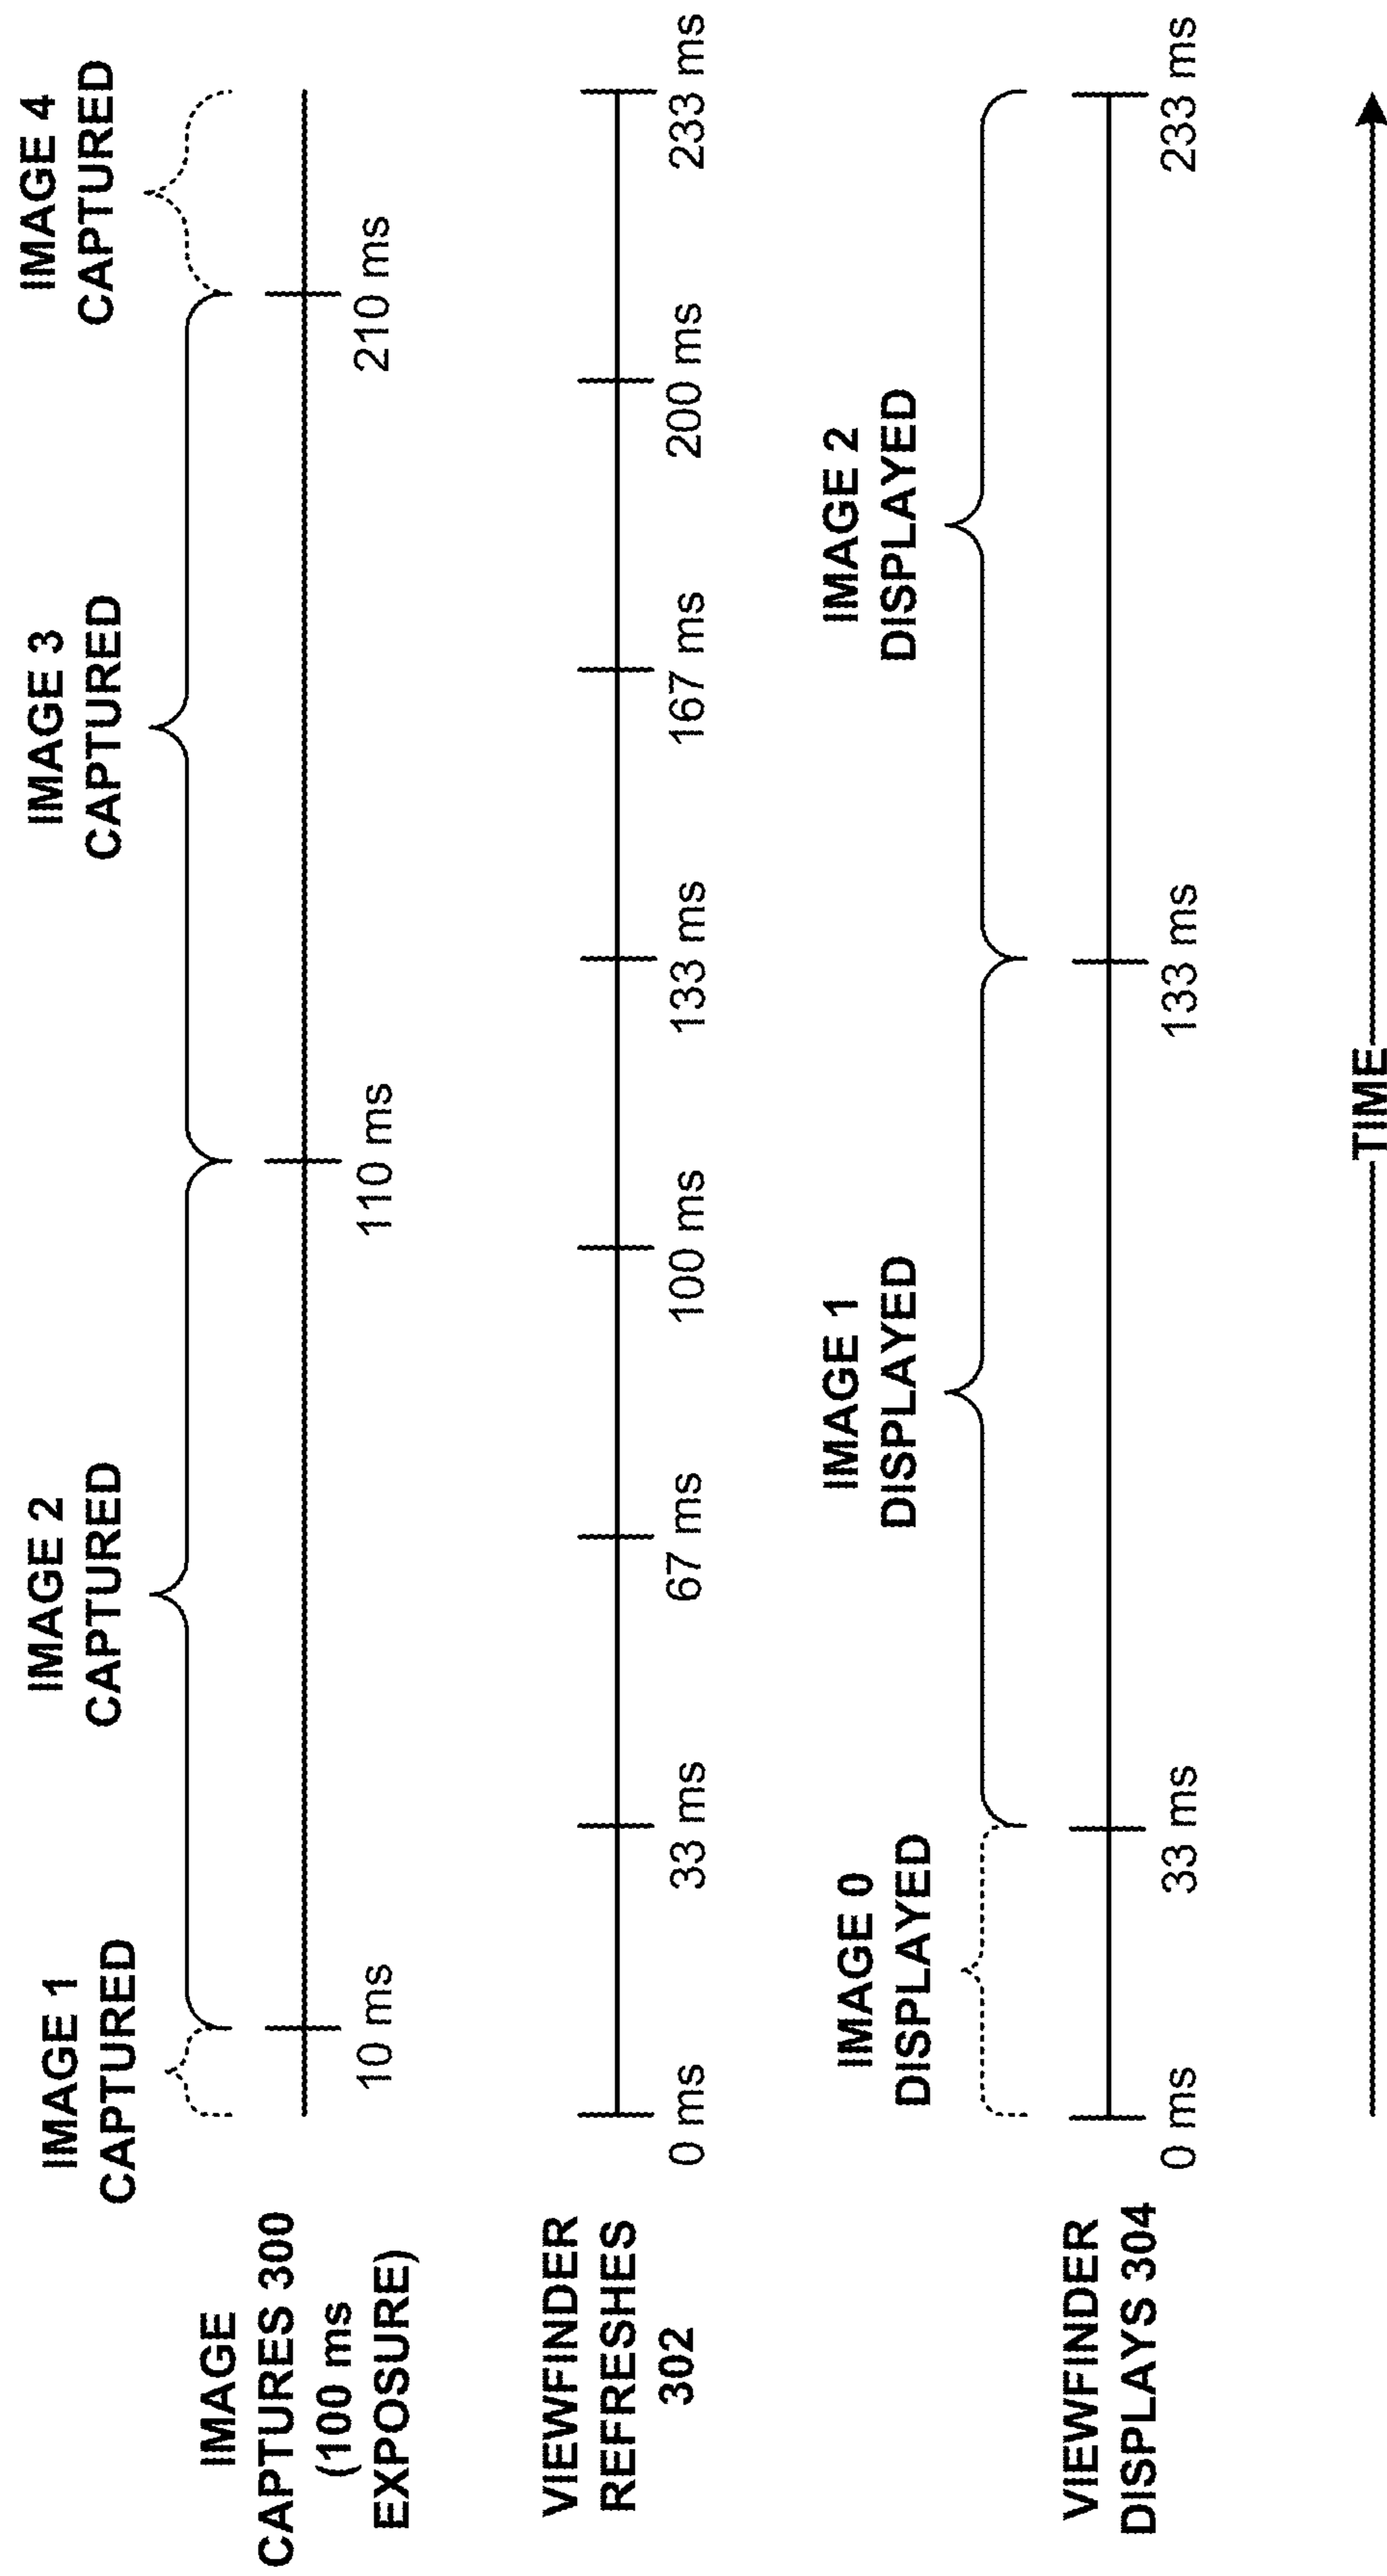 IMAGE 1
CAPTURED
IMAGE 2
CAPTURED
IMAGE 3
CAPTURED
IMAGE 4
CAPTURED
IMAGE
CAPTURES 300
(100 ms
EXPOSURE)
10 ms
110 ms
210 ms
VIEWFINDER
REFRESHES
302
0 ms
33 ms
67 ms
100 ms
133 ms
167 ms
200 ms
233 ms
IMAGE 0
DISPLAYED
IMAGE 1
DISPLAYED
IMAGE 2
DISPLAYED
VIEWFINDER
DISPLAYS 304
0 ms
33 ms
133 ms
233 ms
TIME